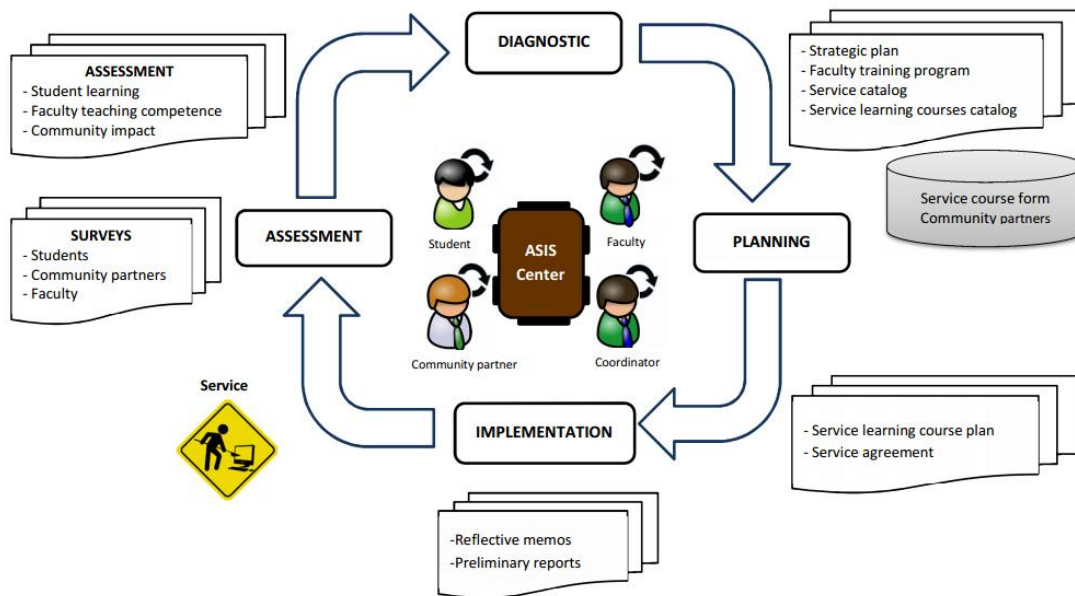 DIAGNOSTIC
ASSESSMENT
- Student learning
- Faculty teaching competence
- Community impact
- Strategic plan
- Faculty training program
- Service catalog
- Service learning courses catalog
Service course form
Community partners
SURVEYS
- Students
- Community partners
- Faculty
ASSESSMENT
Student
Faculty
ASIS
Center
PLANNING
Community partner
Coordinator
Service
IMPLEMENTATION
- Service learning course plan
- Service agreement
-Reflective memos
-Preliminary reports